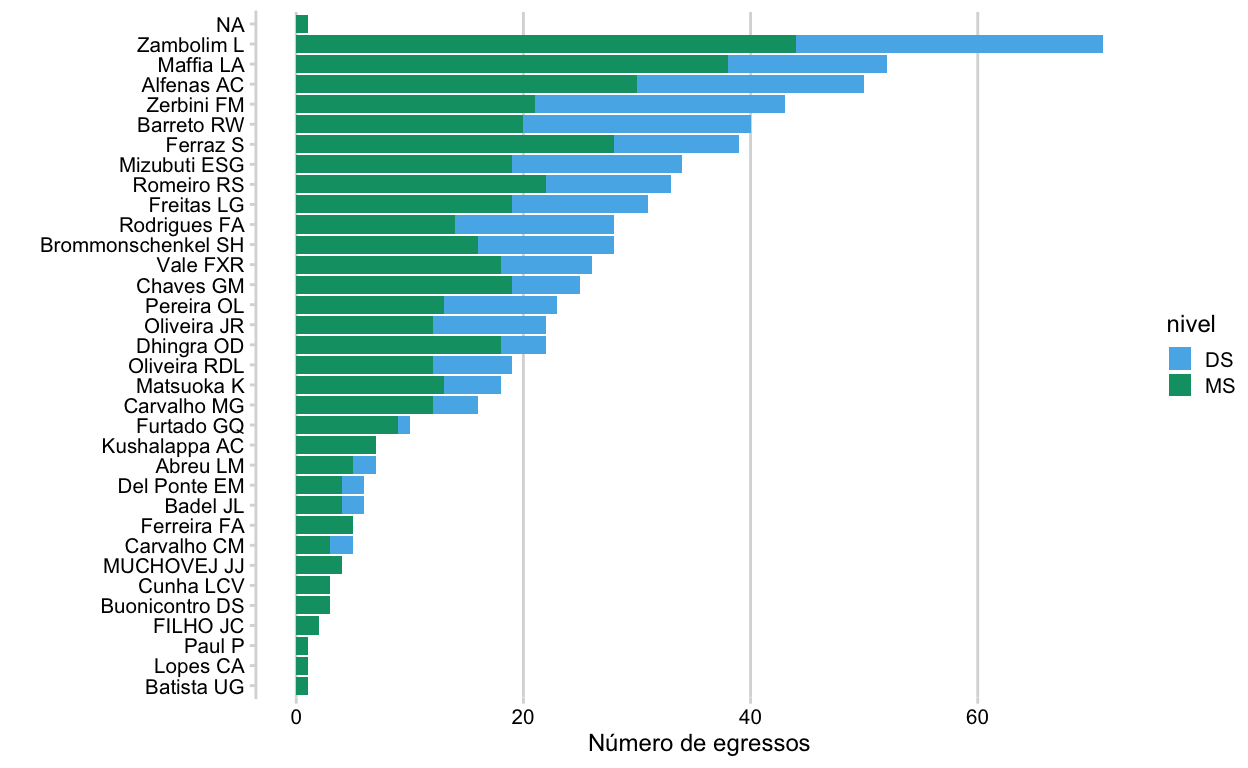 NA
Zambolim L
Maffia LA
Alfenas AC
Zerbini FM
Barreto RW
Ferraz S
Mizubuti ESG
Romeiro RS
Freitas LG
Rodrigues FA
Brommonschenkel SH
Vale FXR
Chaves GM
Pereira OL
Oliveira JR
Dhingra OD
Oliveira RDL
Matsuoka K
Carvalho MG
Furtado GQ
Kushalappa AC
Abreu LM
Del Ponte EM
Badel JL
Ferreira FA
Carvalho CM
MUCHOVEJ JJ
Cunha LCV
Buonicontro DS
FILHO JC
Paul P
Lopes CA
Batista UG
0 20 40 60
Número de egressos
nivel
DS
MS